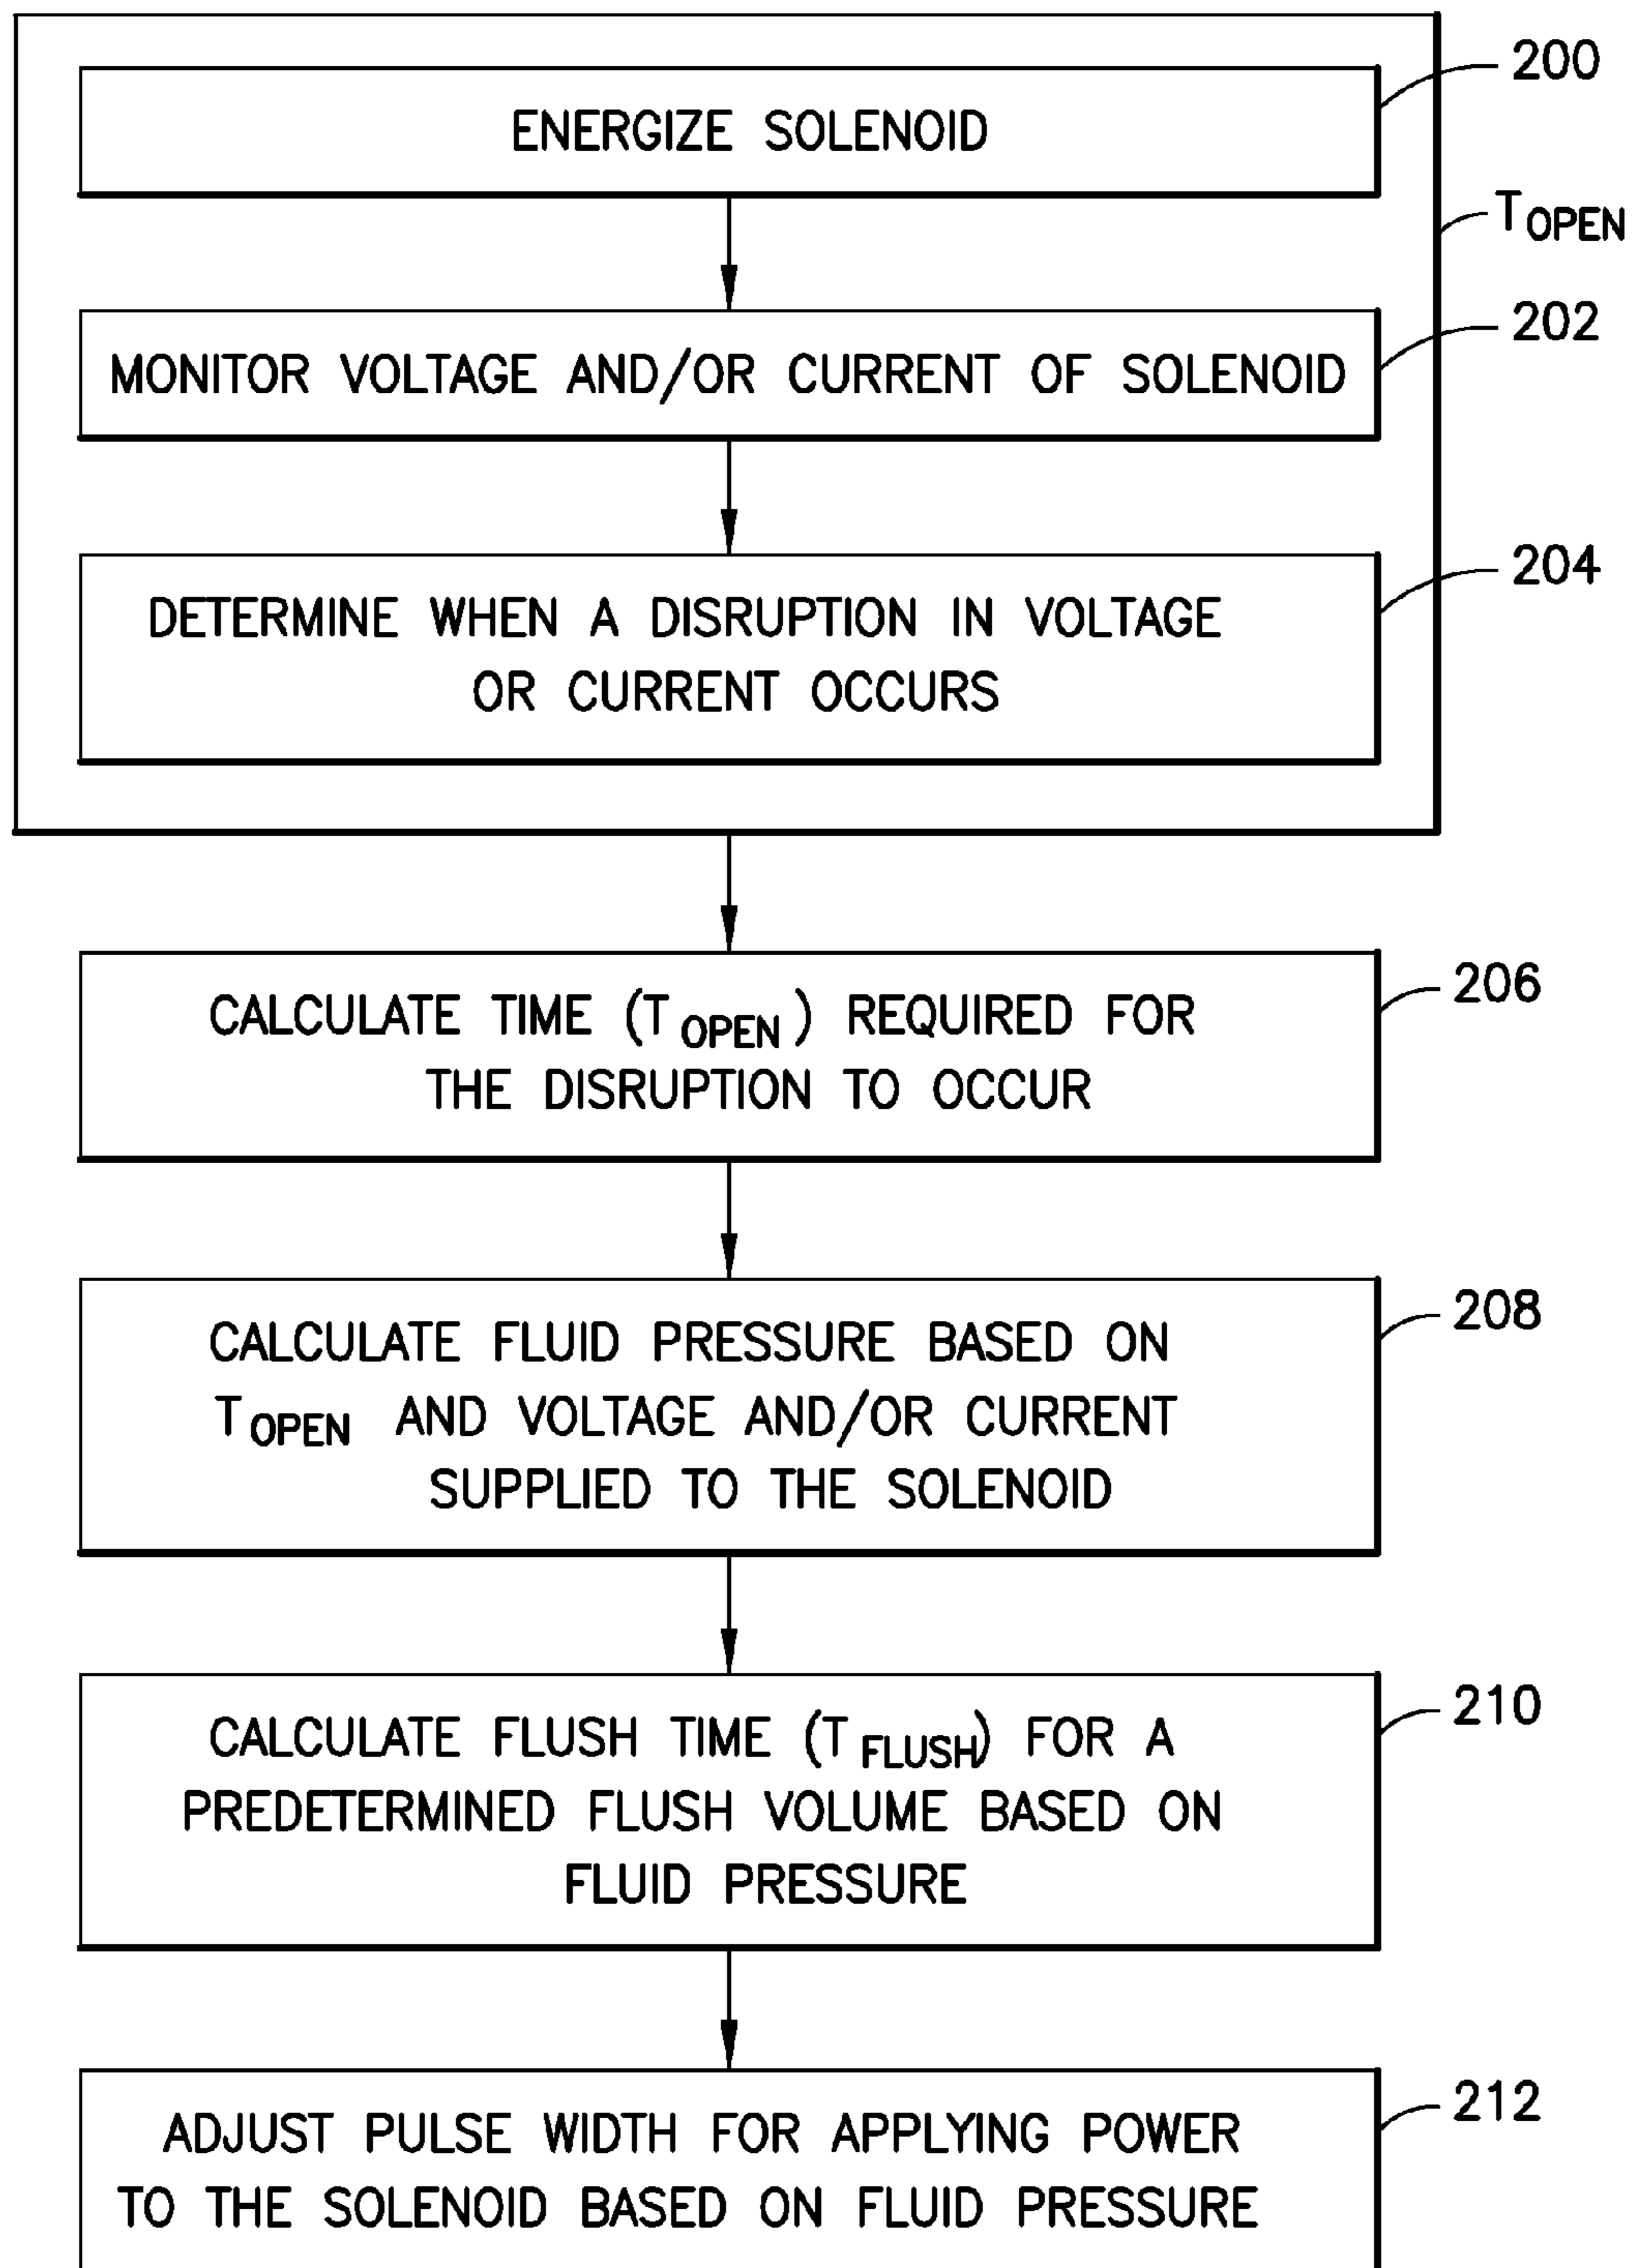 200
ENERGIZE SOLENOID
TOPEN
202
MONITOR VOLTAGE AND/OR CURRENT OF SOLENOID
204
DETERMINE WHEN A DISRUPTION IN VOLTAGE
OR CURRENT OCCURS
206
CALCULATE TIME (TOPEN) REQUIRED FOR
THE DISRUPTION TO OCCUR
208
CALCULATE FLUID PRESSURE BASED ON
TOPEN AND VOLTAGE AND/OR CURRENT
SUPPLIED TO THE SOLENOID
210
CALCULATE FLUSH TIME (TFLUSH) FOR A
PREDETERMINED FLUSH VOLUME BASED ON
FLUID PRESSURE
212
ADJUST PULSE WIDTH FOR APPLYING POWER
TO THE SOLENOID BASED ON FLUID PRESSURE